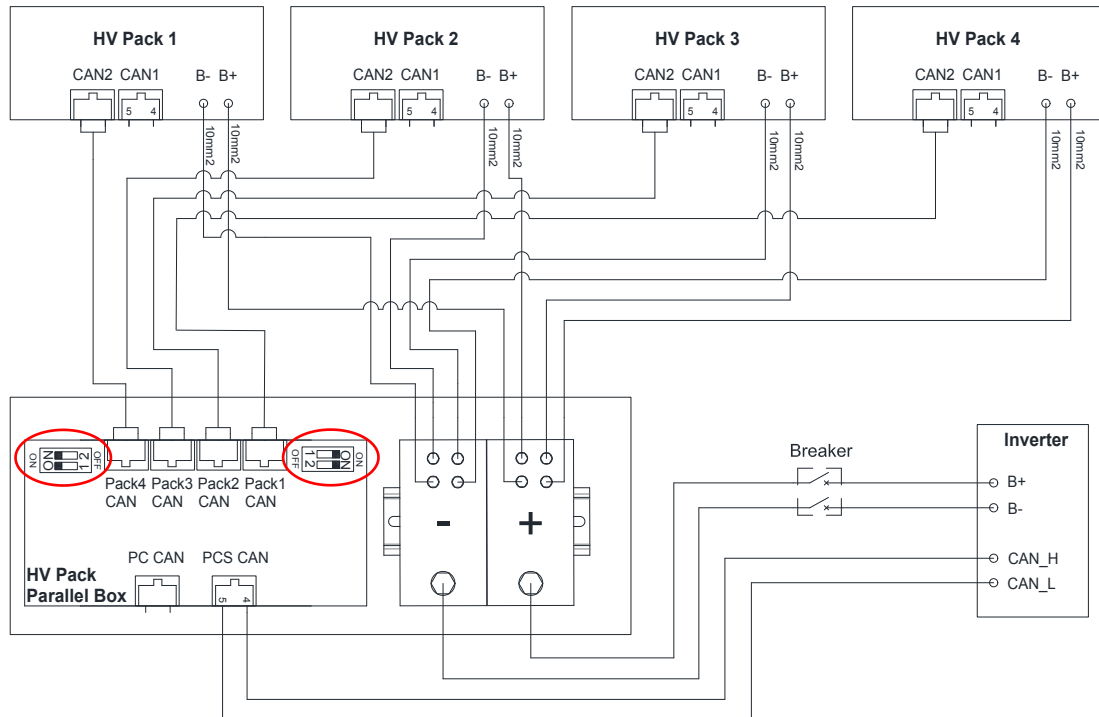 HV Pack 1
CAN2 CAN1 B- B+
5 4
10mm2 10mm2
HV Pack 2
CAN2 CAN1 B- B+
5 4
10mm2 10mm2
HV Pack 3
CAN2 CAN1 B- B+
5 4
10mm2 10mm2
HV Pack 4
CAN2 CAN1 B- B+
5 4
10mm2 10mm2
ON ON 1 2 OFF
Pack4 CAN
Pack3 CAN
Pack2 CAN
Pack1 CAN
OFF 1 2 ON ON
- +
PC CAN PCS CAN
5 4
HV Pack
Parallel Box
Breaker
Inverter
B+
B-
CAN_H
CAN_L